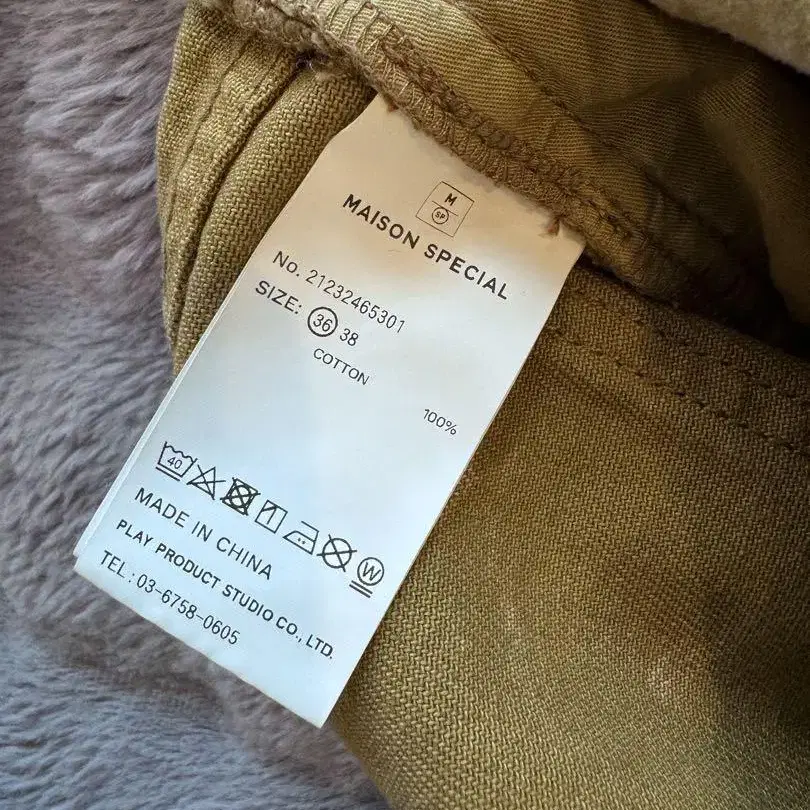 M
SP
MAISON SPECIAL
No. 21232465301
SIZE: 36 38
COTTON
100%
40
W
MADE IN CHINA
PLAY PRODUCT STUDIO CO., LTD.
TEL : 03-6758-0605